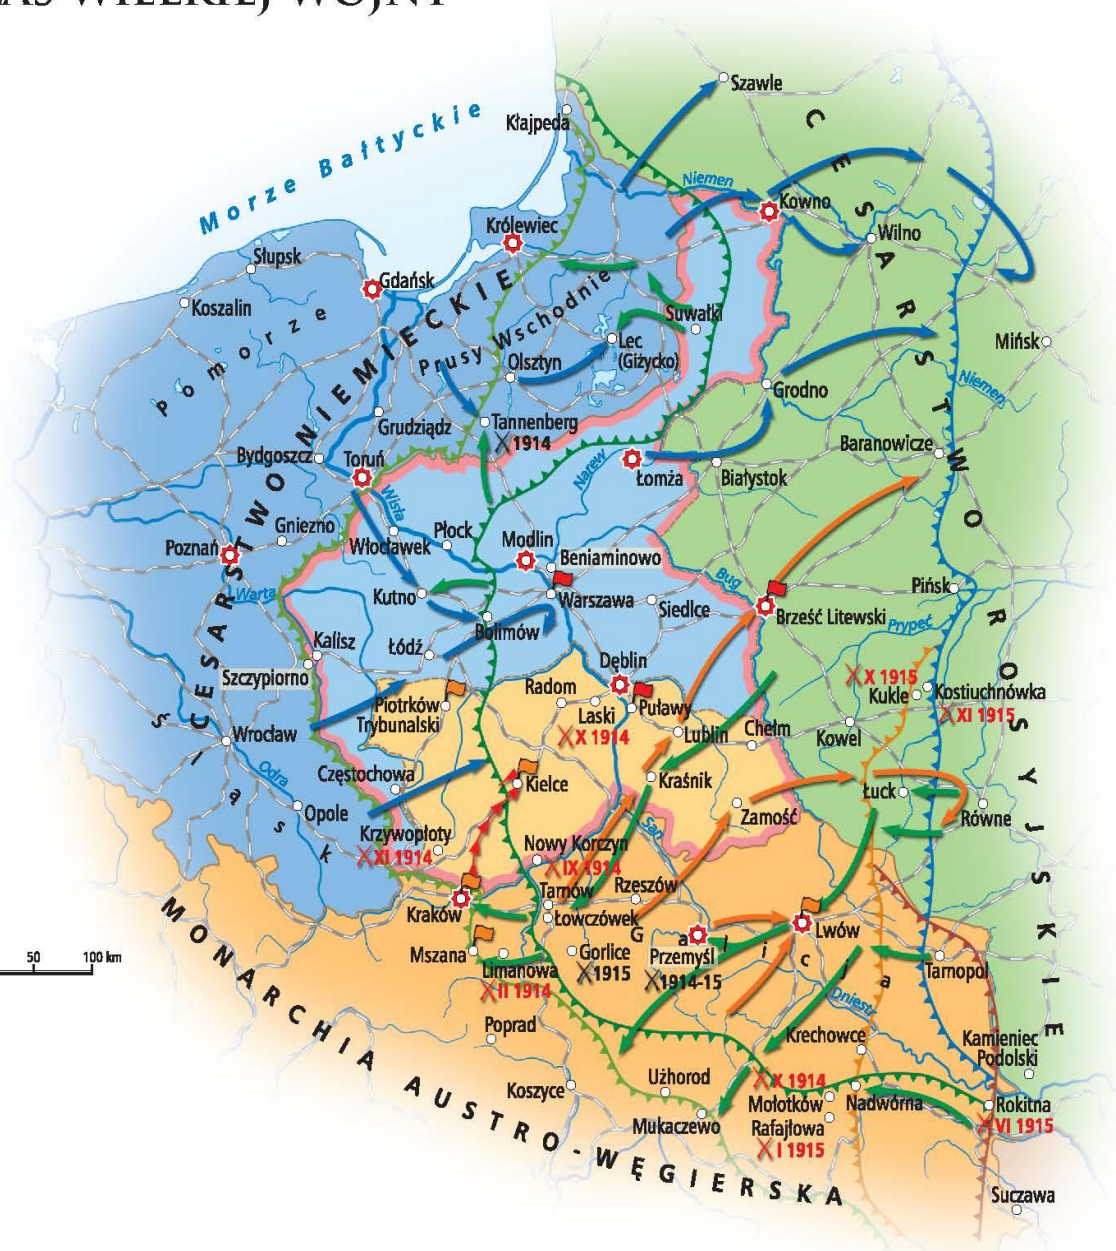 AS WIELKIEJ WOJNY
Szawle
Kłajpeda
Morze Bałtyckie
CESARSTWO ROSYJSKIE
Niemen
Kowno
Wilno
Królewiec
Słupsk
Gdańsk
Koszalin
Pomorze
CESARSTWO NIEMIECKIE
Prusy Wschodnie
Suwałki
Lec
(Giżycko)
Olsztyn
Mińsk
Niemen
Grodno
Grudziądz
Tannenberg
1914
Baranowicze
Bydgoszcz
Toruń
Narew
Łomża
Białystok
Wisła
Gniezno
Włocławek
Płock
Modlin
Beniaminowo
Poznań
Warta
Kutno
Warszawa
Siedlce
Bug
Brześć Litewski
Pińsk
Prypeć
Bolimów
Łódź
Kalisz
Szczypiorno
Dęblin
Radom
Puławy
Laski
X 1914
Piotrków
Trybunalski
X 1915
Kukle
Kostiuchnówka
XI 1915
Lublin
Chełm
Kowel
Śląsk
Wrocław
Odra
Częstochowa
Kielce
Kraśnik
Łuck
Równe
Opole
Krzywopłoty
XI 1914
Zamość
San
Nowy Korczyn
IX 1914
Tarnów
Rzeszów
Kraków
Łowczówek
Galicja
Lwów
Mszana
Limanowa
II 1914
Gorlice
1915
Przemyśl
1914-15
Tarnopol
Dniestr
50
100 km
MONARCHIA AUSTRO-WĘGIERSKA
Poprad
Krechowce
Kamieniec
Podolski
Koszyce
Użhorod
X 1914
Mołotków
Nadwórna
Rokitna
VI 1915
Mukaczewo
Rafajłowa
I 1915
Suczawa